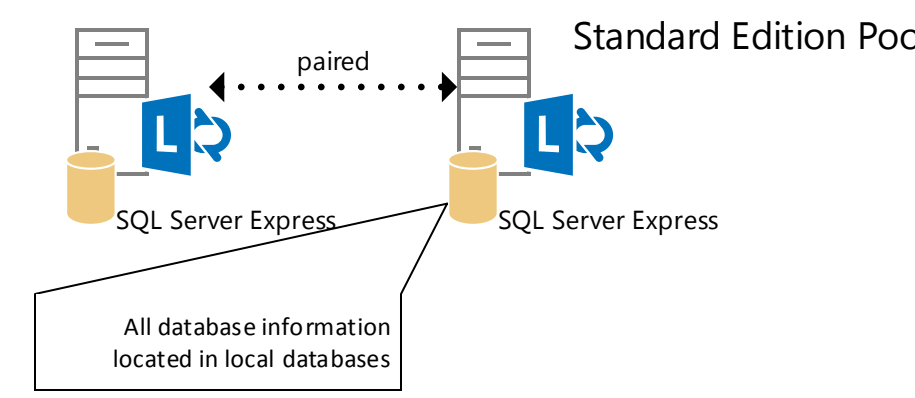 Standard Edition Poo
paired
L
L
SQL Server Express
SQL Server Express
All database information
located in local databases